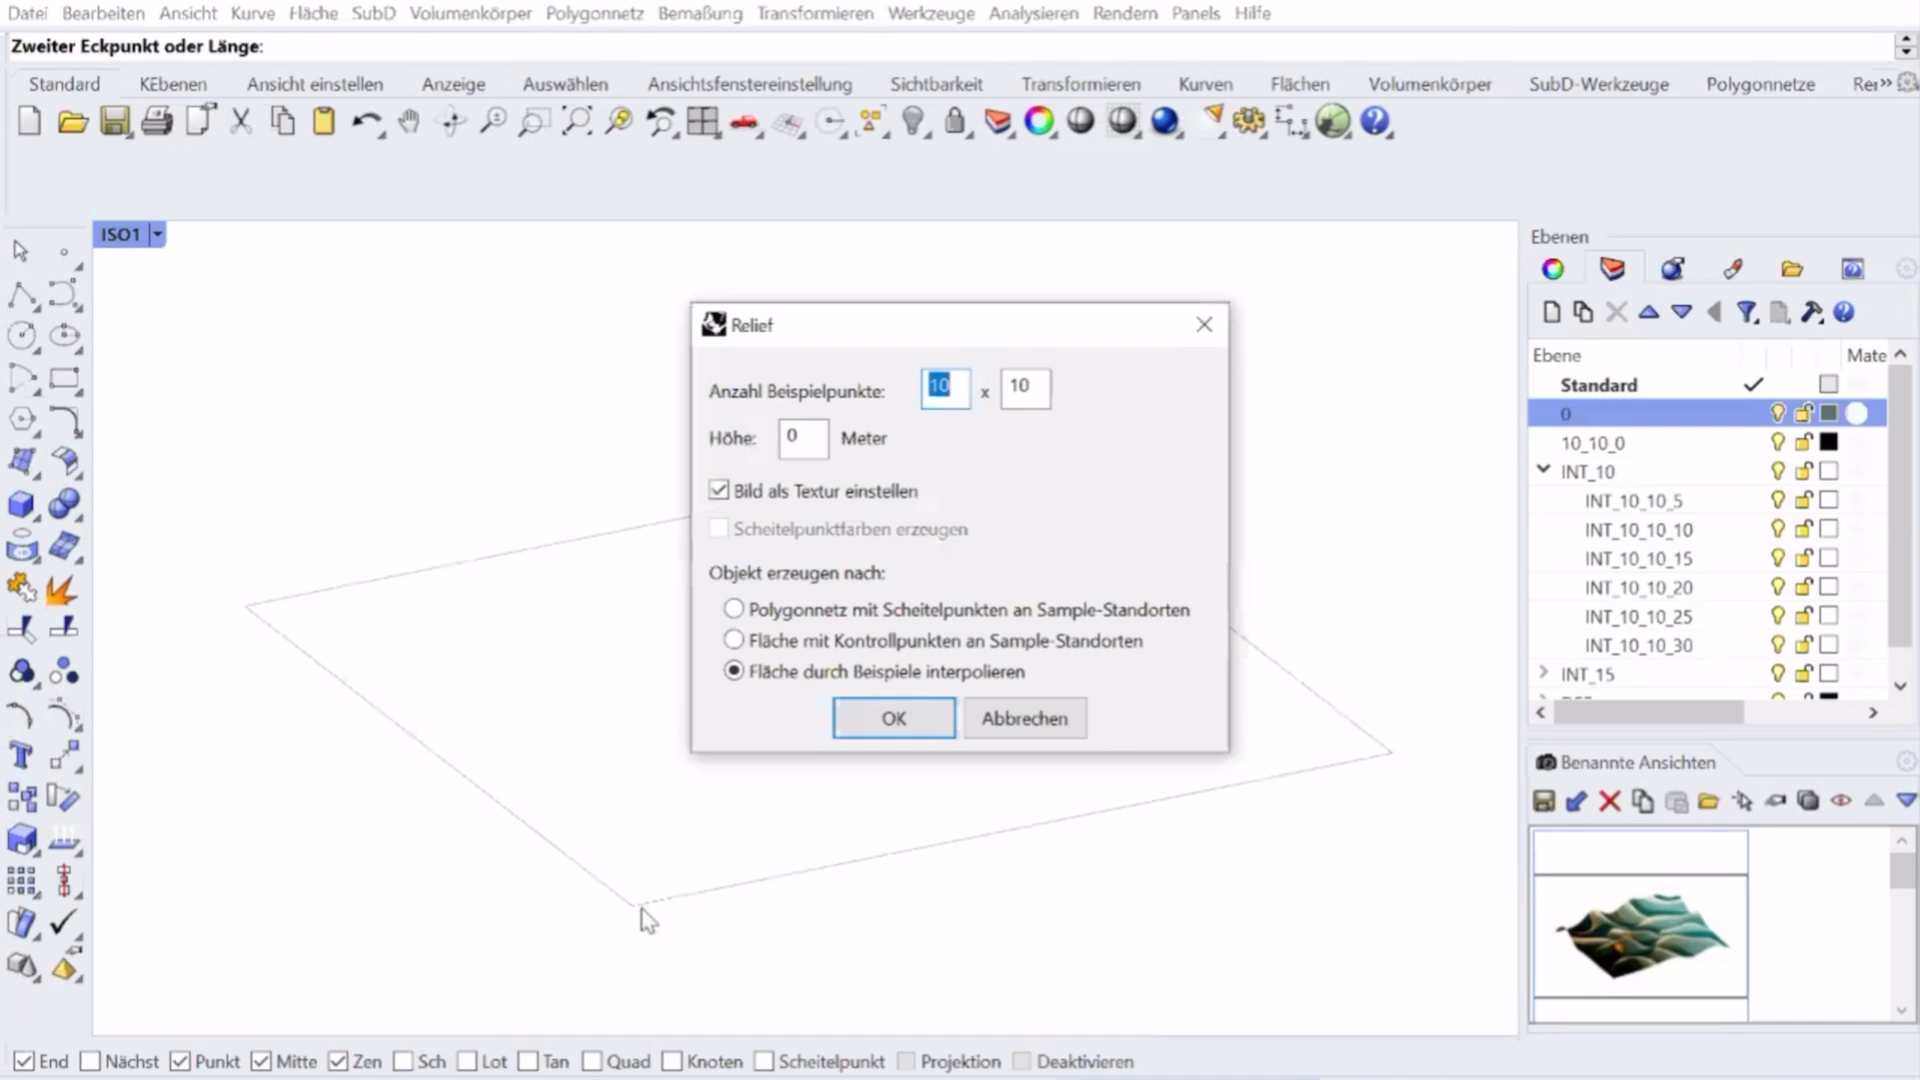 Datei Bearbeiten Ansicht Kurve Fläche SubD Volumenkörper Polygonnetz Bemaßung Transformieren Werkzeuge Analysieren Rendern Panels Hilfe
Zweiter Eckpunkt oder Länge:
Standard KEbenen Ansicht einstellen Anzeige Auswählen Ansichtsfenstereinstellung Sichtbarkeit Transformieren Kurven Flächen Volumenkörper SubD-Werkzeuge Polygonnetze
ISO1
Relief
Anzahl Beispielpunkte: 10 x 10
Höhe: 0 Meter
Bild als Textur einstellen
Scheitelpunktfarben erzeugen
Objekt erzeugen nach:
Polygonnetz mit Scheitelpunkten an Sample-Standorten
Fläche mit Kontrollpunkten an Sample-Standorten
Fläche durch Beispiele interpolieren
OK Abbrechen
Ebenen
Ebene Mate
Standard
0
10_10_0
INT_10
INT_10_10_5
INT_10_10_10
INT_10_10_15
INT_10_10_20
INT_10_10_25
INT_10_10_30
INT_15
Benannte Ansichten
End Nächst Punkt Mitte Zen Sch Lot Tan Quad Knoten Scheitelpunkt Projektion Deaktivieren